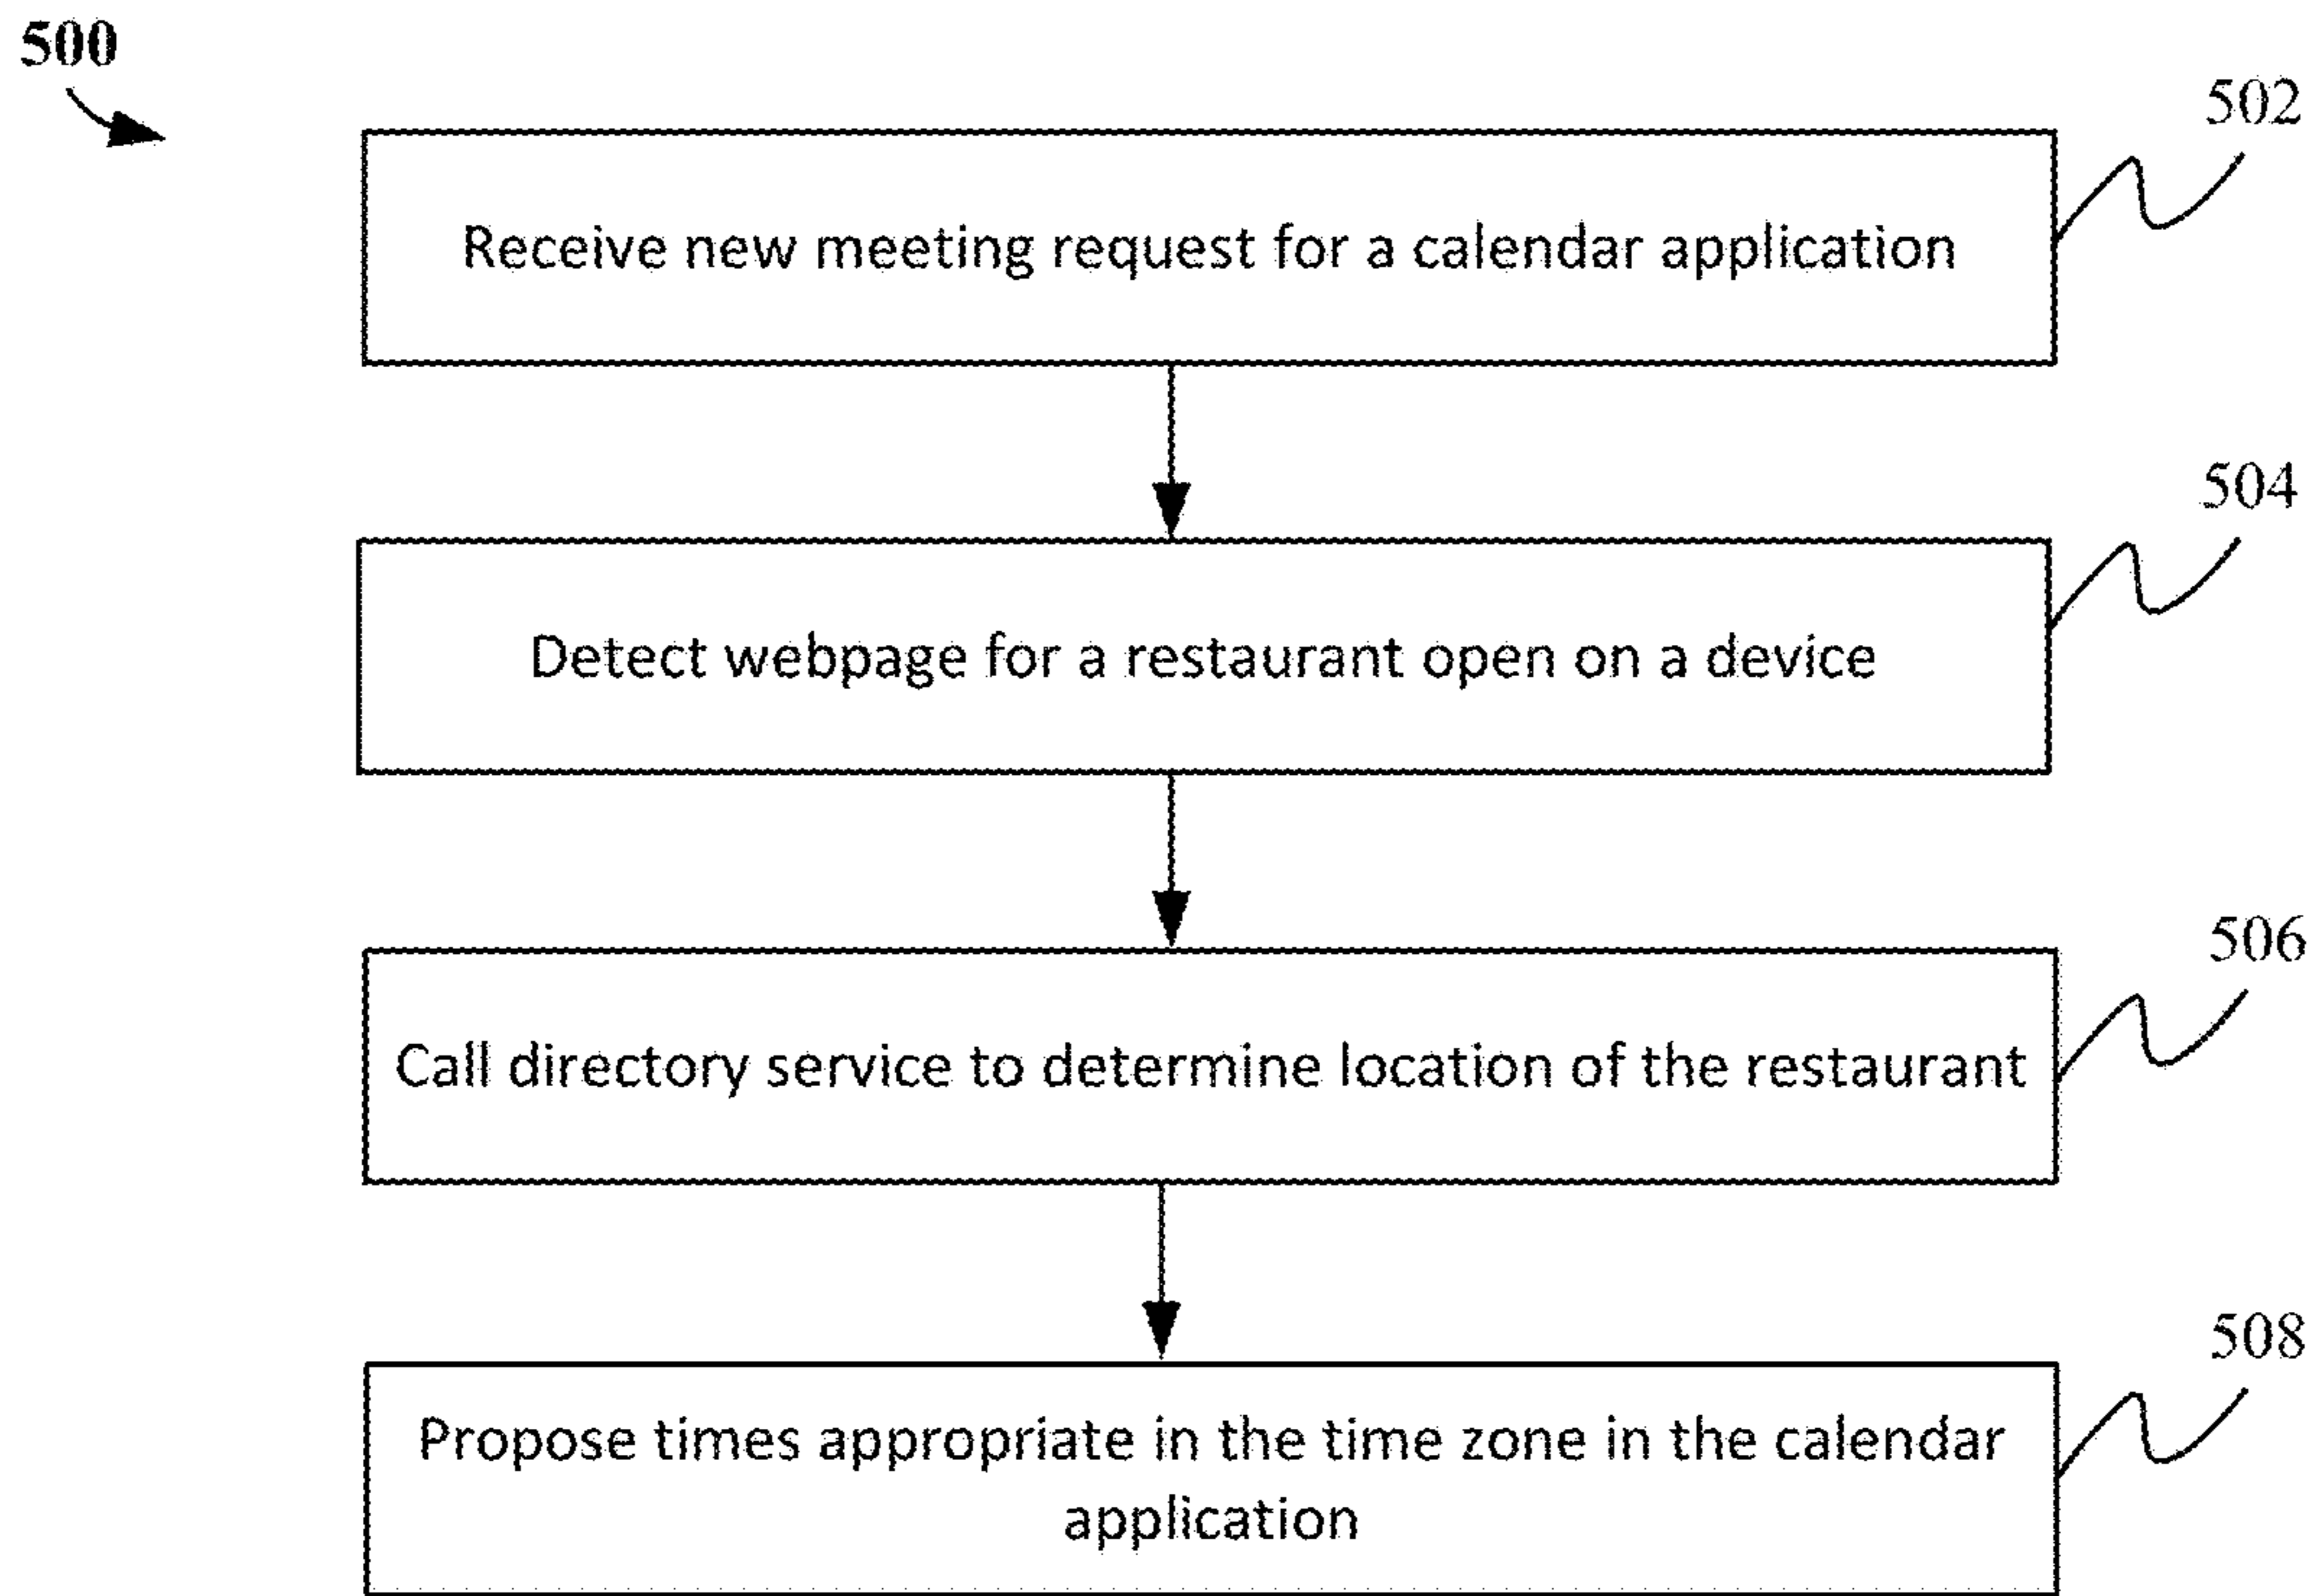 500
502
Receive new meeting request for a calendar application
504
Detect webpage for a restaurant open on a device
506
Call directory service to determine location of the restaurant
508
Propose times appropriate in the time zone in the calendar
application